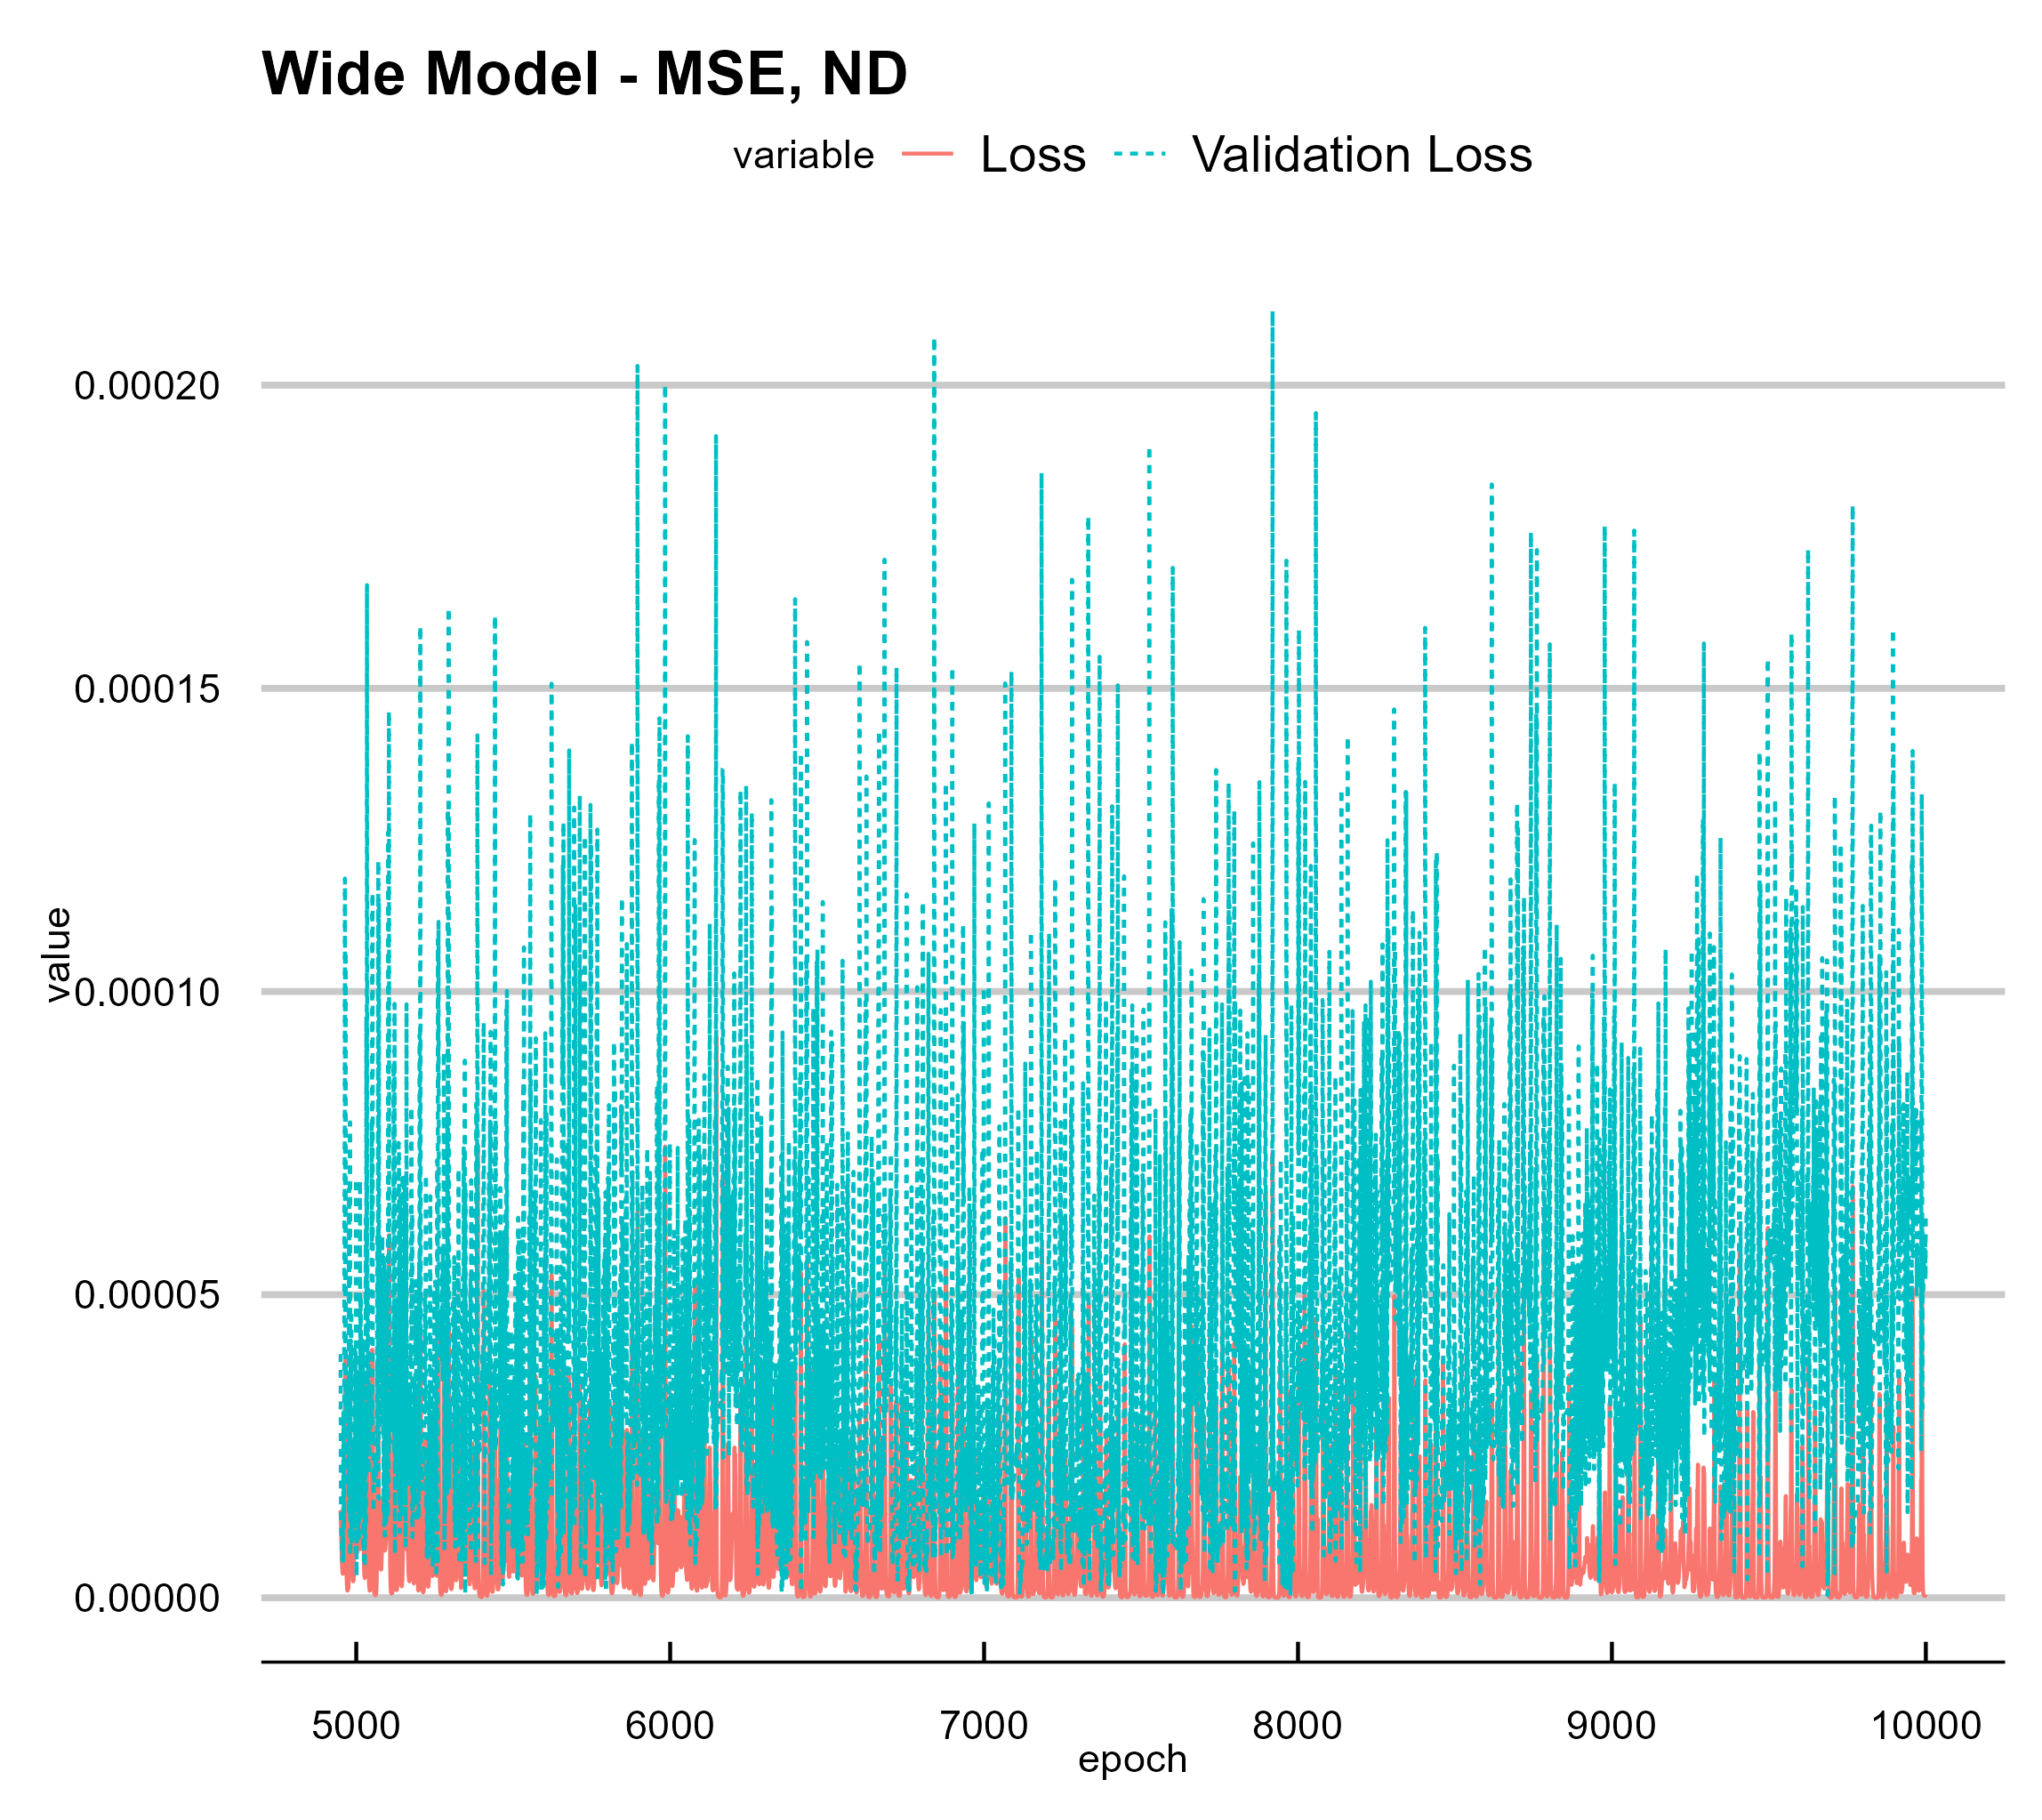 Wide Model - MSE, ND
variable Loss Validation Loss
value
0.00020
0.00015
0.00010
0.00005
0.00000
5000 6000 7000 8000 9000 10000
epoch